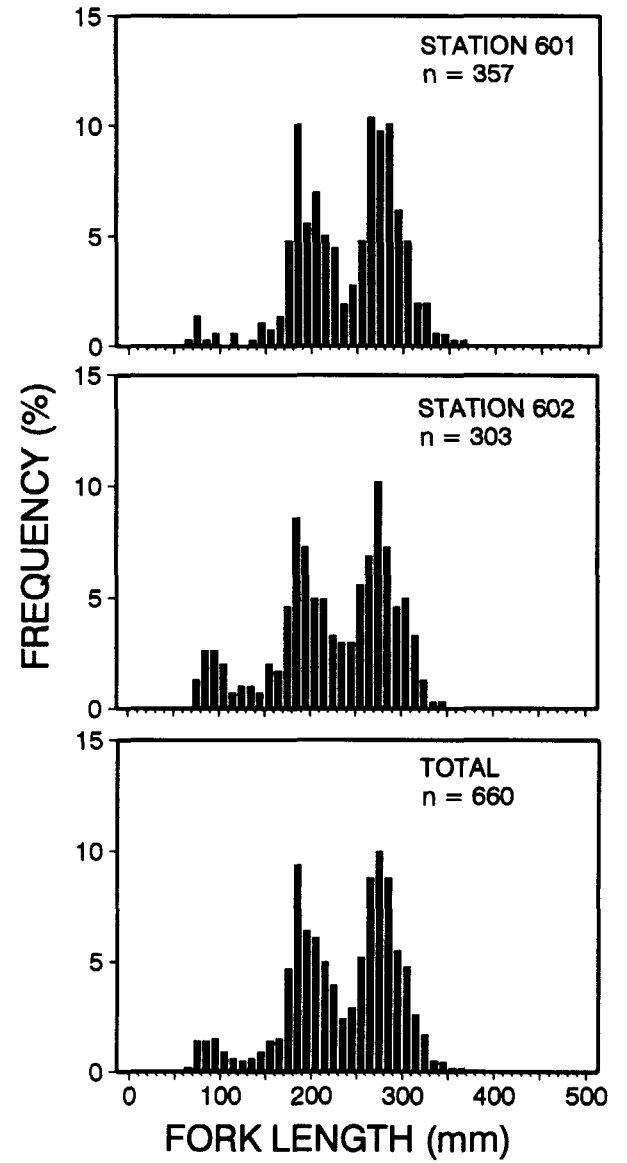 15
STATION 601
n = 357
10
5
0
15
STATION 602
n = 303
10
5
0
15
TOTAL
n = 660
10
5
0
0 100 200 300 400 500
FREQUENCY (%)
FORK LENGTH (mm)